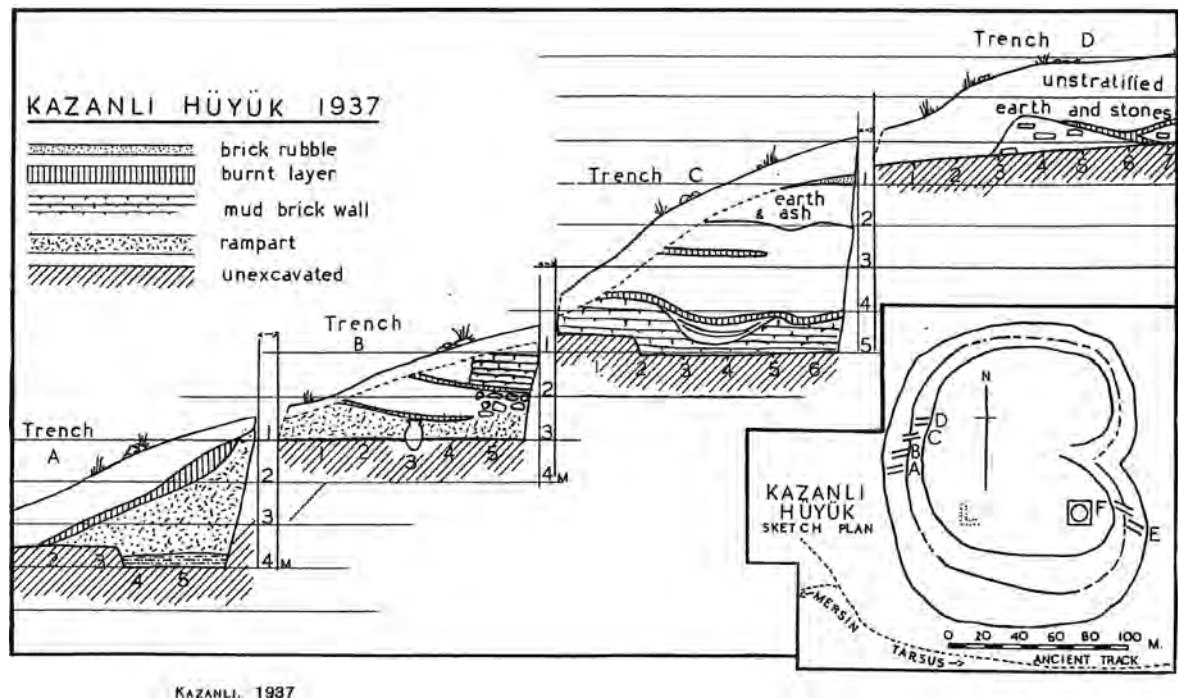 KAZANLI HÜYÜK 1937
brick rubble
burnt layer
mud brick wall
rampart
unexcavated
Trench
A
1
2
3
4 M
2 3 4 5
Trench
B
1
2
3
4 M.
1 2 3 4 5
Trench C
earth
& ash
1
2
3
4
5
1 2 3 4 5 6
Trench D
unstratified
earth and stones
1 2 3 4 5 6 7
KAZANLI
HÜYÜK
SKETCH PLAN
N
D
C
B
A
F
E
0 20 40 60 80 100 M.
ANCIENT TRACK
← MERSIN
TARSUS →
KAZANLI, 1937